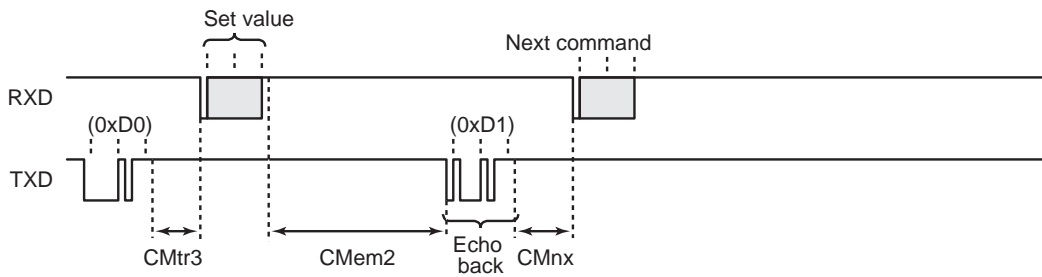 Set value
Next command
RXD
(0xD0)
(0xD1)
TXD
CMtr3
CMem2
Echo
back
CMnx